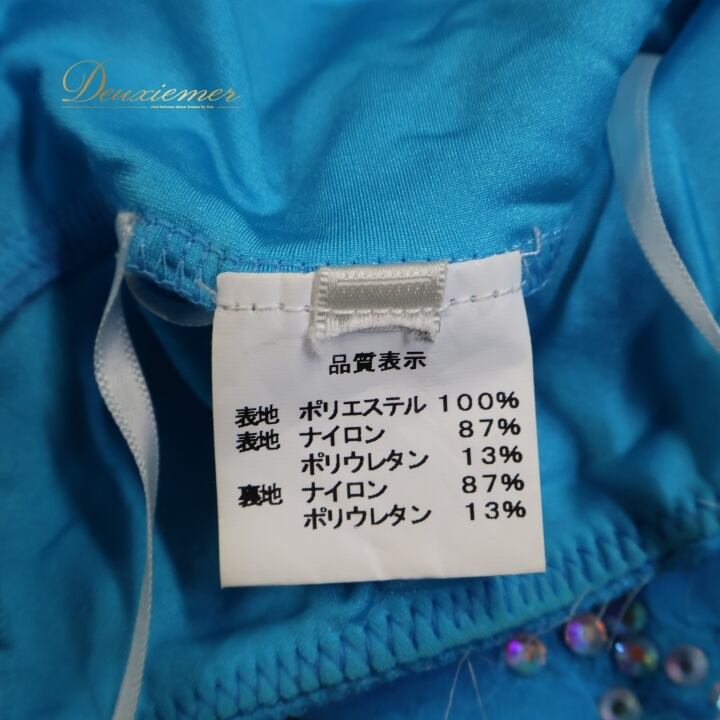 Deuxiemer
品質表示
表地 ポリエステル 100%
表地 ナイロン 87%
ポリウレタン 13%
裏地 ナイロン 87%
ポリウレタン 13%